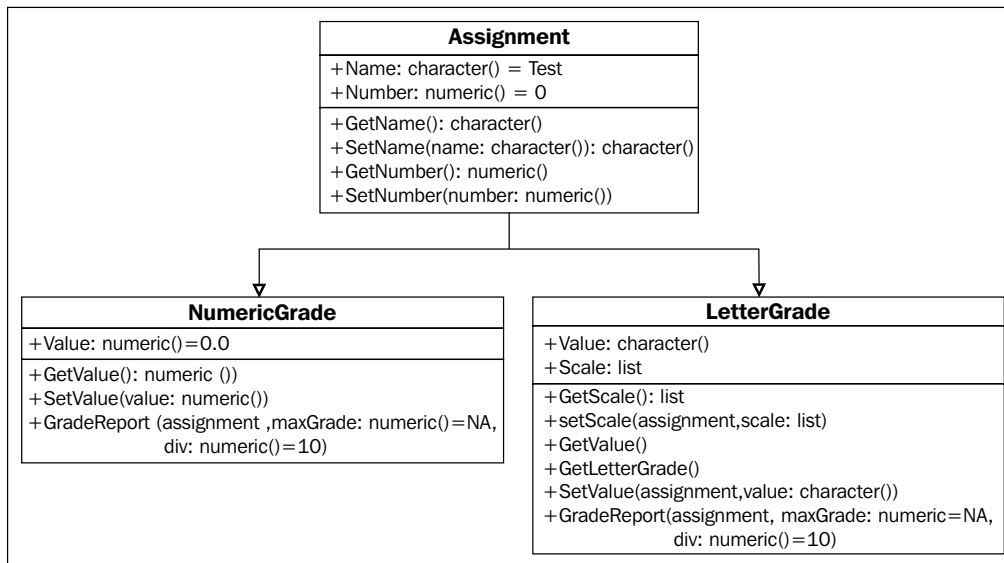 Assignment
+Name: character() = Test
+Number: numeric() = 0
+GetName(): character()
+SetName(name: character()): character()
+GetNumber(): numeric()
+SetNumber(number: numeric())
NumericGrade
+Value: numeric()=0.0
+GetValue(): numeric ())
+SetValue(value: numeric())
+GradeReport (assignment ,maxGrade: numeric()=NA,
div: numeric()=10)
LetterGrade
+Value: character()
+Scale: list
+GetScale(): list
+setScale(assignment,scale: list)
+GetValue()
+GetLetterGrade()
+SetValue(assignment,value: character())
+GradeReport(assignment, maxGrade: numeric=NA,
div: numeric()=10)